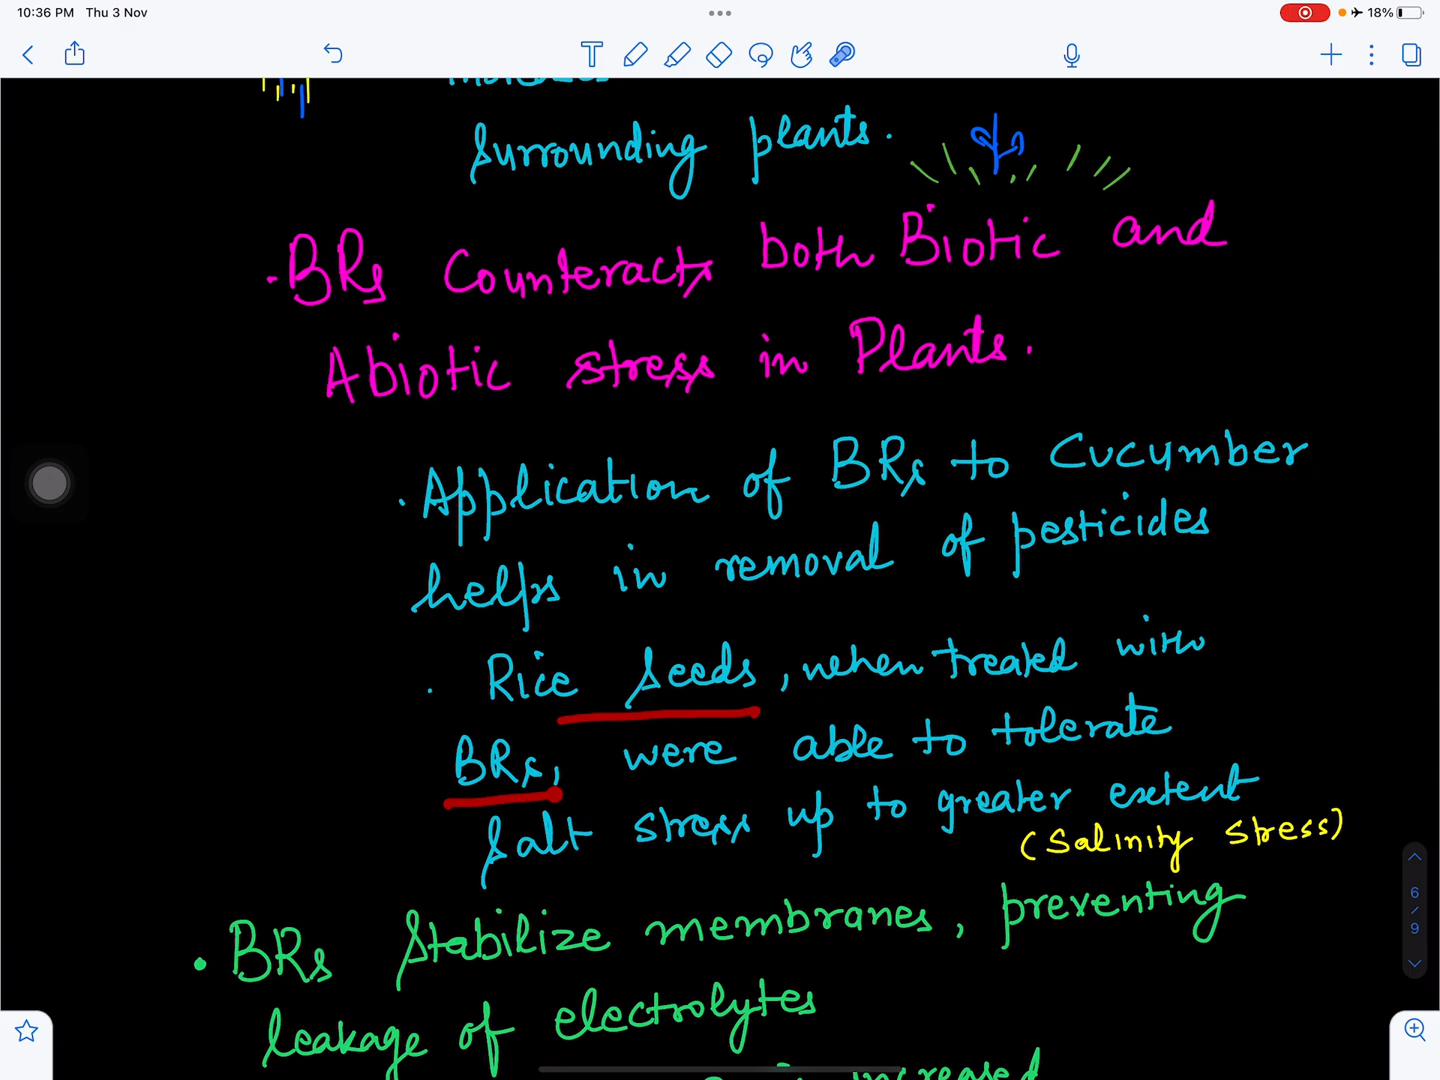 10:36 PM Thu 3 Nov
18%
surrounding plants.
· BRs Counteracts both Biotic and
Abiotic stress in Plants.
· Application of BRs to Cucumber
helps in removal of pesticides
· Rice Seeds, when treated with
BRs, were able to tolerate
Salt stress up to greater extent
(Salinity stress)
6
/
9
• BRs Stabilize membranes, preventing
leakage of electrolytes
increased